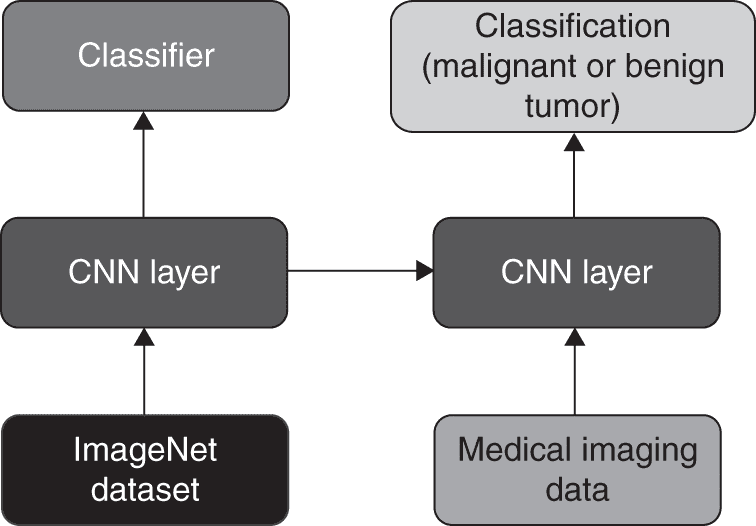 Classifier
Classification
(malignant or benign
tumor)
CNN layer
CNN layer
ImageNet
dataset
Medical imaging
data